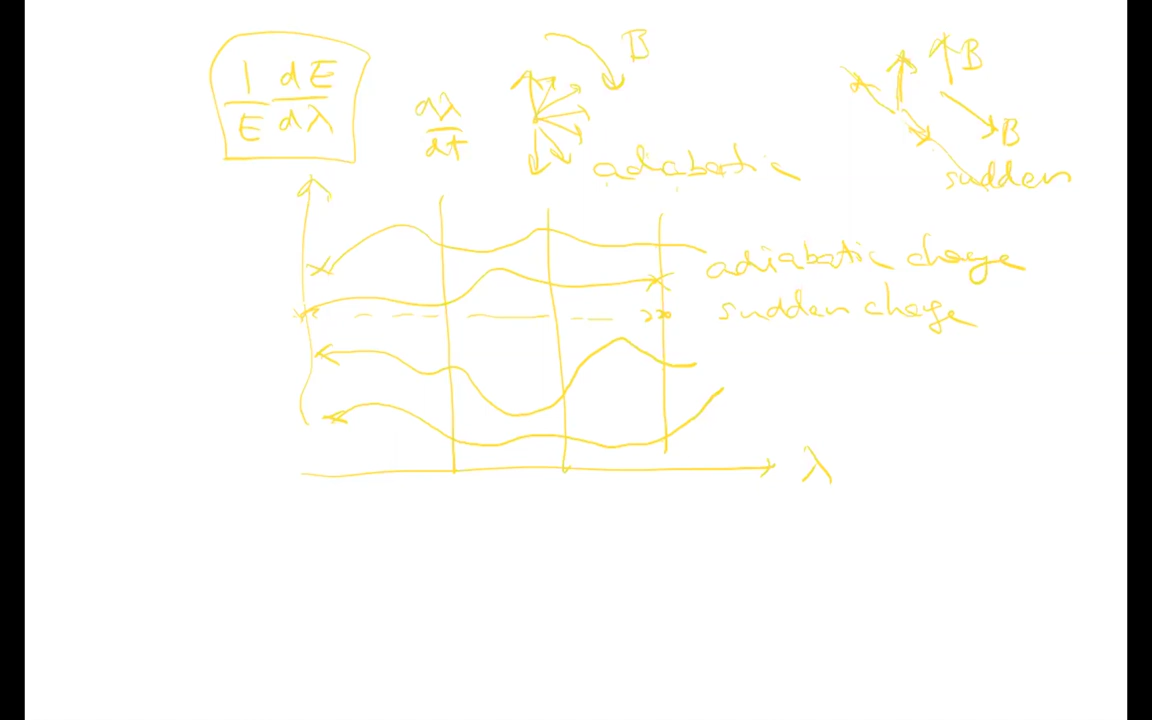 1/E dE/dλ
dλ/dt
B
adiabatic
B
B
sudden
adiabatic change
sudden change
λ